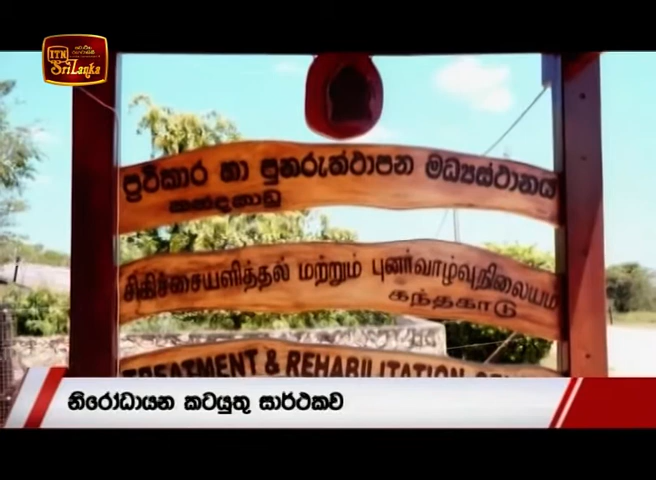 ITN
Sri Lanka
ප්‍රතිකාර හා පුනරුත්ථාපන මධ්‍යස්ථානය
කන්දකාඩු
சிகிச்சையளித்தல் மற்றும் புனர்வாழ்வுநிலையம்
கந்தகாடு
TREATMENT & REHABILITATION
නිරෝධායන කටයුතු සාර්ථකව